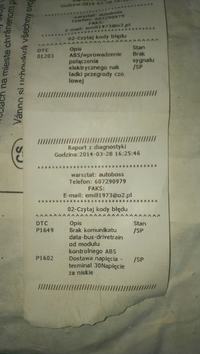 02-Czytaj kody błędu
DTC Opis Stan
01203 ABS/wprowadzenie Brak
połączenia sygnału
elektrycznego nak /SP
ładki przegrody czo
łowej
Raport z diagnostyki
Godzina:2014-03-28 16:25:46
warsztat: autoboss
Telefon: 607290979
FAKS:
E-mail: emill1973@o2.pl
02-Czytaj kody błędu
DTC Opis Stan
P1649 Brak komunikatu /SP
data-bus-drivetrain
od modułu
kontrolnego ABS
P1602 Dostawa napięcia - /SP
terminal 30Napięcie
za niskie